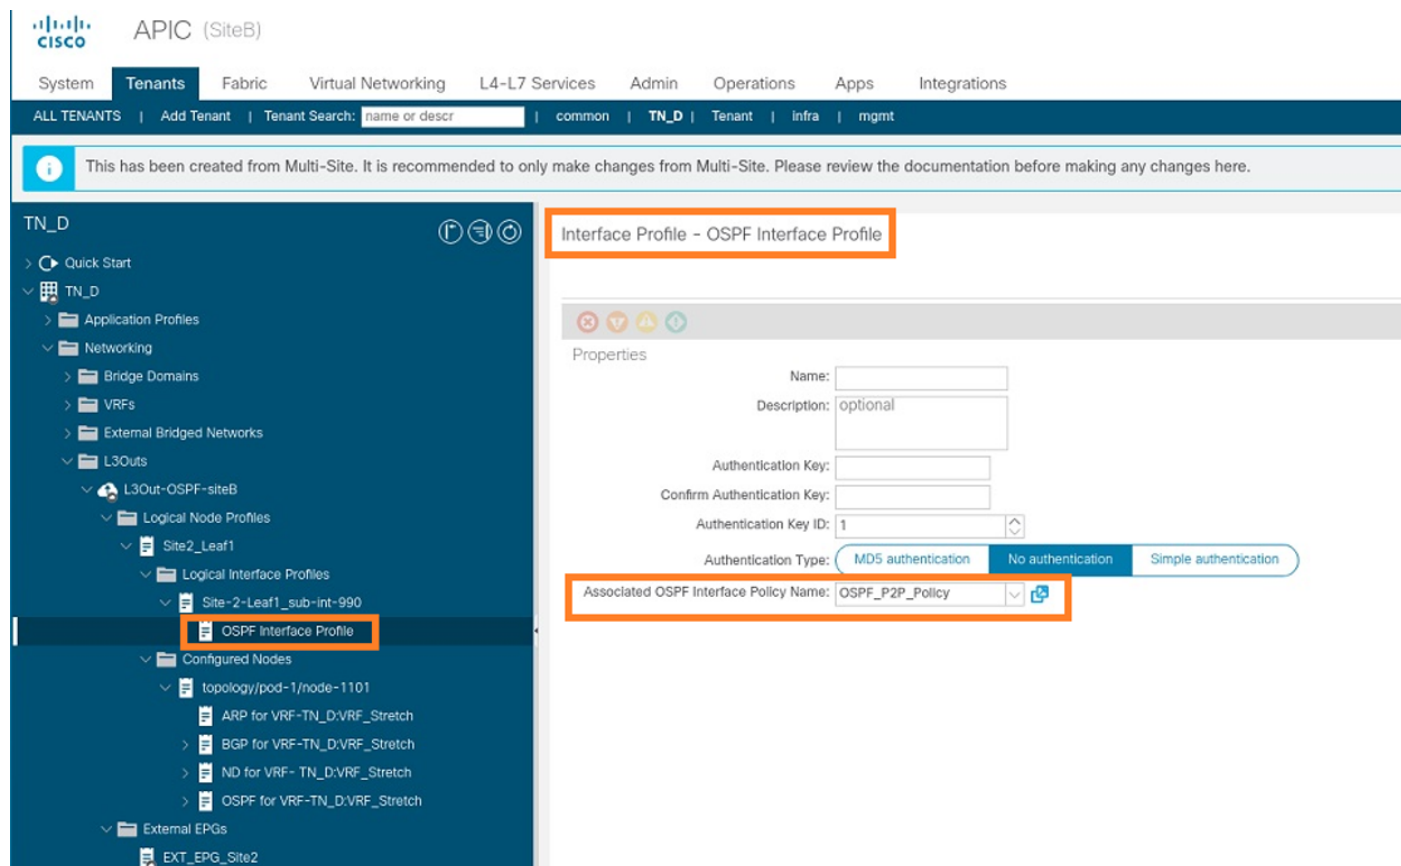 CISCO
APIC (SiteB)
System Tenants Fabric Virtual Networking L4-L7 Services Admin Operations Apps Integrations
ALL TENANTS | Add Tenant | Tenant Search: name or descr | common | TN_D | Tenant | infra | mgmt
This has been created from Multi-Site. It is recommended to only make changes from Multi-Site. Please review the documentation before making any changes here.
TN_D
Quick Start
TN_D
Application Profiles
Networking
Bridge Domains
VRFs
External Bridged Networks
L3Outs
L3Out-OSPF-siteB
Logical Node Profiles
Site2_Leaf1
Logical Interface Profiles
Site-2-Leaf1_sub-int-990
OSPF Interface Profile
Configured Nodes
topology/pod-1/node-1101
ARP for VRF-TN_D:VRF_Stretch
BGP for VRF-TN_D:VRF_Stretch
ND for VRF- TN_D:VRF_Stretch
OSPF for VRF-TN_D:VRF_Stretch
External EPGs
EXT_EPG_Site2
Interface Profile - OSPF Interface Profile
Properties
Name:
Description: optional
Authentication Key:
Confirm Authentication Key:
Authentication Key ID: 1
Authentication Type: MD5 authentication No authentication Simple authentication
Associated OSPF Interface Policy Name: OSPF_P2P_Policy